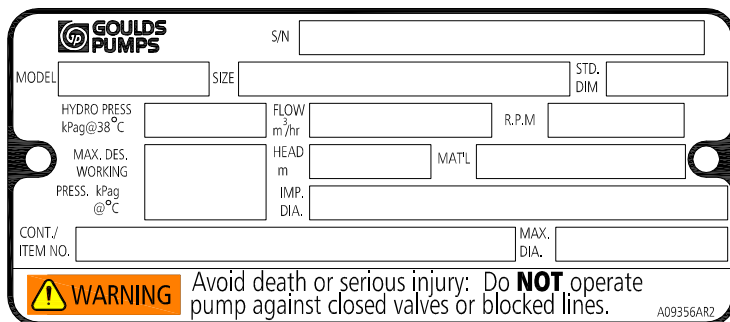 GOULDS
PUMPS
S/N
MODEL SIZE STD.
DIM
HYDRO PRESS
kPag@38°C FLOW
m³/hr R.P.M
MAX. DES.
WORKING
PRESS. kPag
@°C HEAD
m MAT'L
IMP.
DIA.
CONT./
ITEM NO. MAX.
DIA.
WARNING Avoid death or serious injury: Do NOT operate
pump against closed valves or blocked lines.
A09356AR2